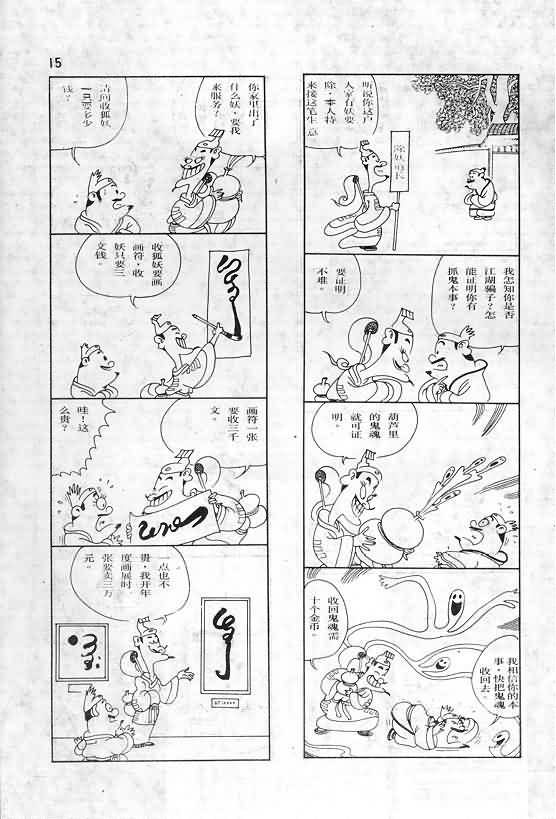 15
听说你这户
人家有妖要
除，本人特
来接这笔生
意
除妖道长
我怎知你是否
江湖骗子？怎
能证明你有
抓鬼本事？
要证明
不难。
葫芦里
的鬼魂
就可证
明。
我相信你的本
事，快把鬼魂
收回去。
收回鬼魂需
十个金币。
你家里出了
什么妖，要我
来服务？
请问收狐妖
一只要多少
钱？
收狐妖要画
画符，收
妖只要三
文钱。
画符一张
要收三千
文。
哇！这
么贵？
一点也不
贵，我开年
度画展时
张要卖三万
元。